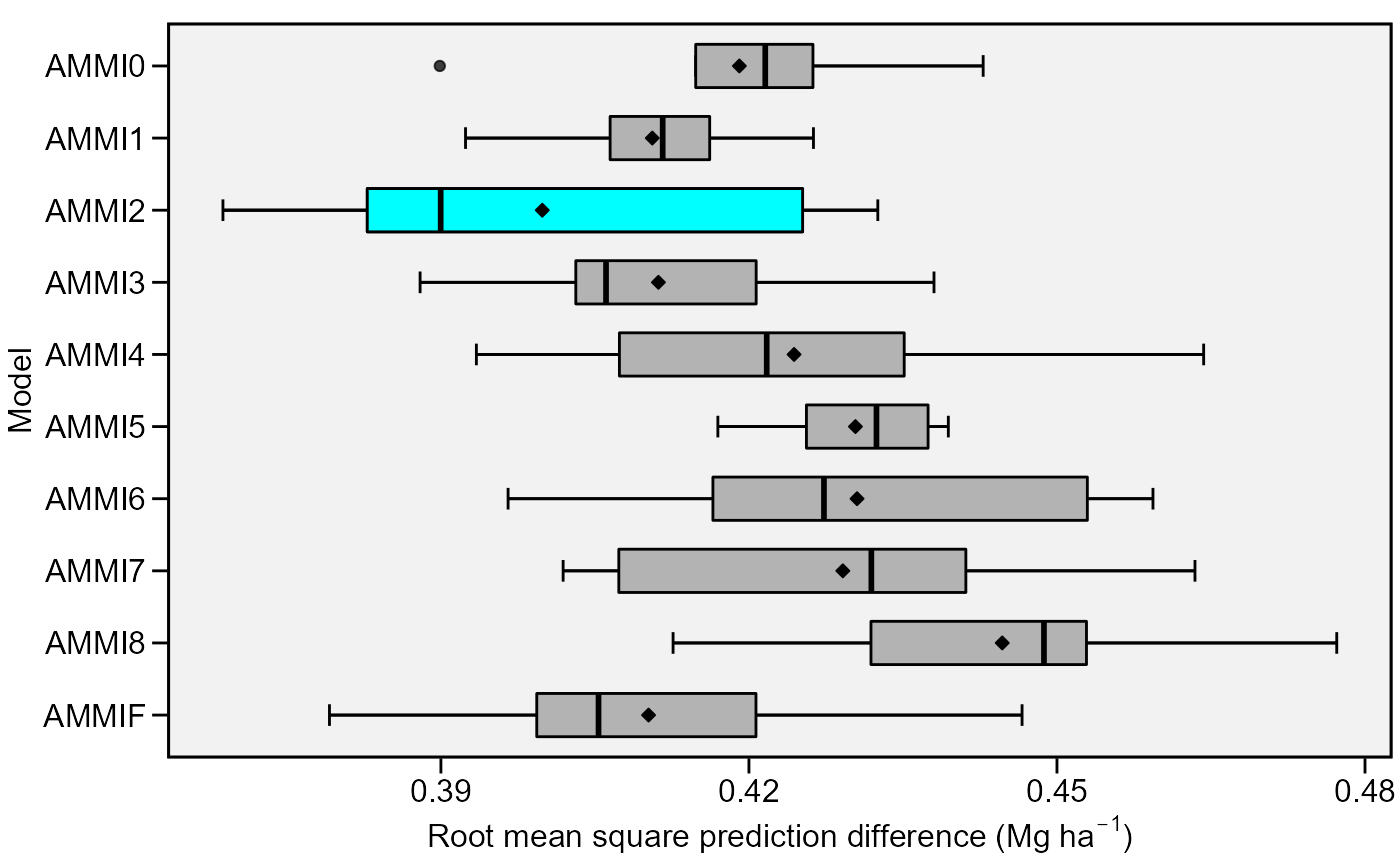 Model
AMMI0
AMMI1
AMMI2
AMMI3
AMMI4
AMMI5
AMMI6
AMMI7
AMMI8
AMMIF
0.39 0.42 0.45 0.48
Root mean square prediction difference (Mg ha⁻¹)